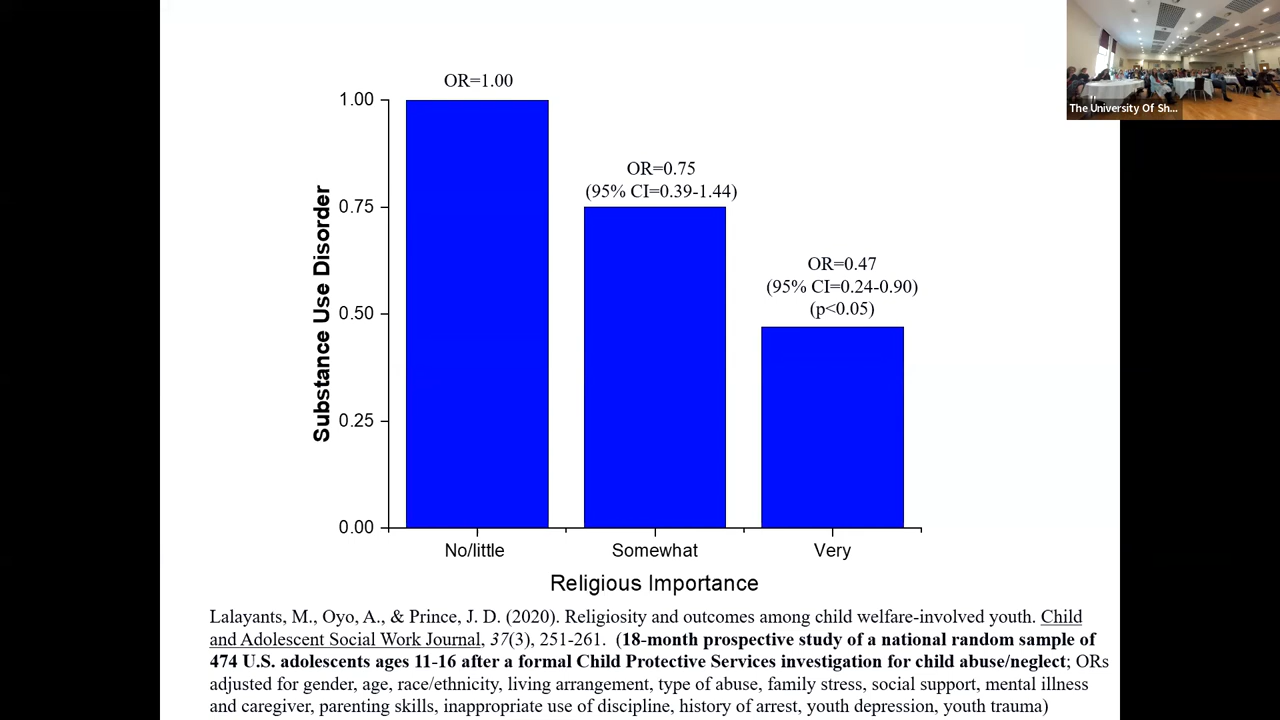 The University Of Sh...
OR=1.00
1.00
OR=0.75
(95% CI=0.39-1.44)
0.75
OR=0.47
(95% CI=0.24-0.90)
(p<0.05)
0.50
0.25
0.00
Substance Use Disorder
No/little
Somewhat
Very
Religious Importance
Lalayants, M., Oyo, A., & Prince, J. D. (2020). Religiosity and outcomes among child welfare-involved youth. Child
and Adolescent Social Work Journal, 37(3), 251-261. (18-month prospective study of a national random sample of
474 U.S. adolescents ages 11-16 after a formal Child Protective Services investigation for child abuse/neglect; ORs
adjusted for gender, age, race/ethnicity, living arrangement, type of abuse, family stress, social support, mental illness
and caregiver, parenting skills, inappropriate use of discipline, history of arrest, youth depression, youth trauma)